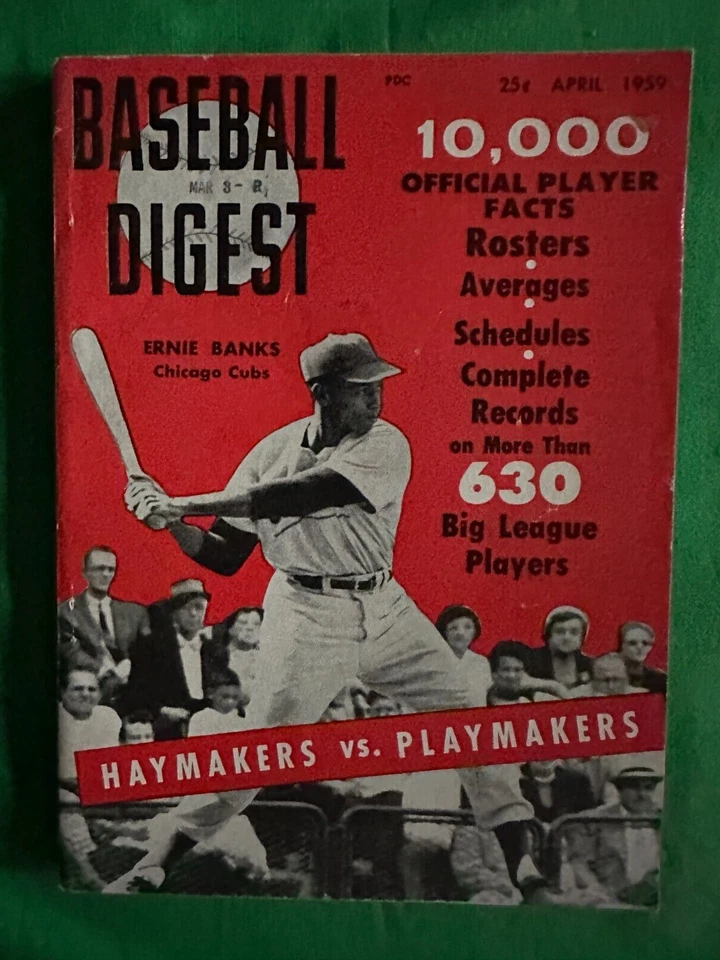 BASEBALL
DIGEST
MAR 3-
PDC 25¢ APRIL 1959
10,000
OFFICIAL PLAYER
FACTS
Rosters
Averages
Schedules
Complete
Records
on More Than
630
Big League
Players
ERNIE BANKS
Chicago Cubs
HAYMAKERS vs. PLAYMAKERS